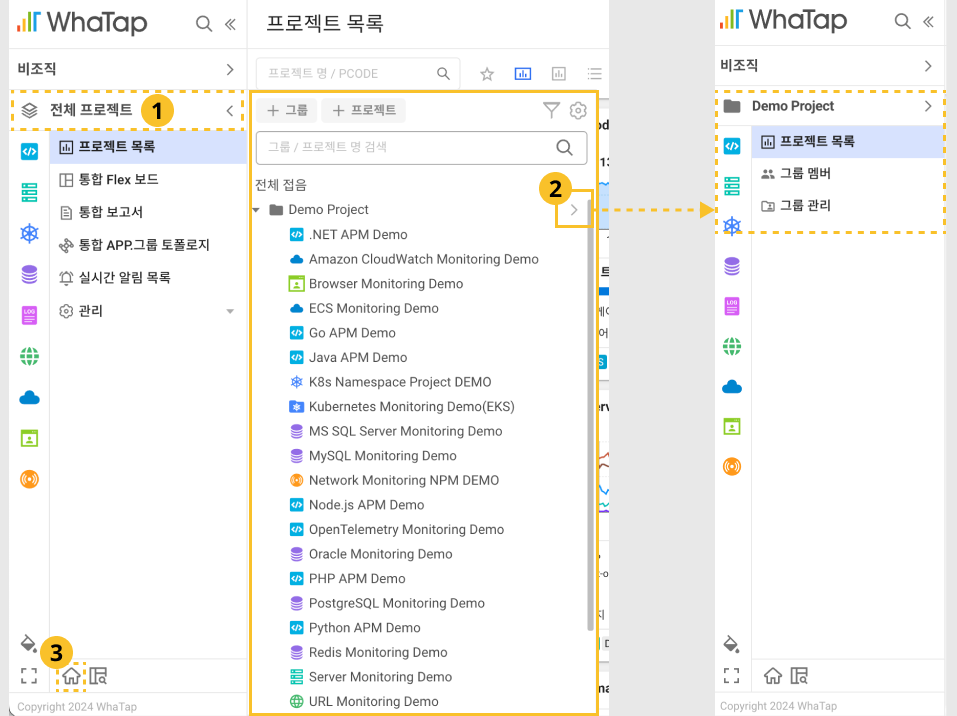 WhaTap
비조직
전체 프로젝트
1
프로젝트 목록
통합 Flex 보드
통합 보고서
통합 APP.그룹 토폴로지
실시간 알림 목록
관리
LOG
3
Copyright 2024 WhaTap
프로젝트 목록
프로젝트 명 / PCODE
+ 그룹
+ 프로젝트
그룹 / 프로젝트 명 검색
전체 접음
2
Demo Project
.NET APM Demo
Amazon CloudWatch Monitoring Demo
Browser Monitoring Demo
ECS Monitoring Demo
Go APM Demo
Java APM Demo
K8s Namespace Project DEMO
Kubernetes Monitoring Demo(EKS)
MS SQL Server Monitoring Demo
MySQL Monitoring Demo
Network Monitoring NPM DEMO
Node.js APM Demo
OpenTelemetry Monitoring Demo
Oracle Monitoring Demo
PHP APM Demo
PostgreSQL Monitoring Demo
Python APM Demo
Redis Monitoring Demo
Server Monitoring Demo
URL Monitoring Demo
WhaTap
비조직
Demo Project
프로젝트 목록
그룹 멤버
그룹 관리
LOG
Copyright 2024 WhaTap